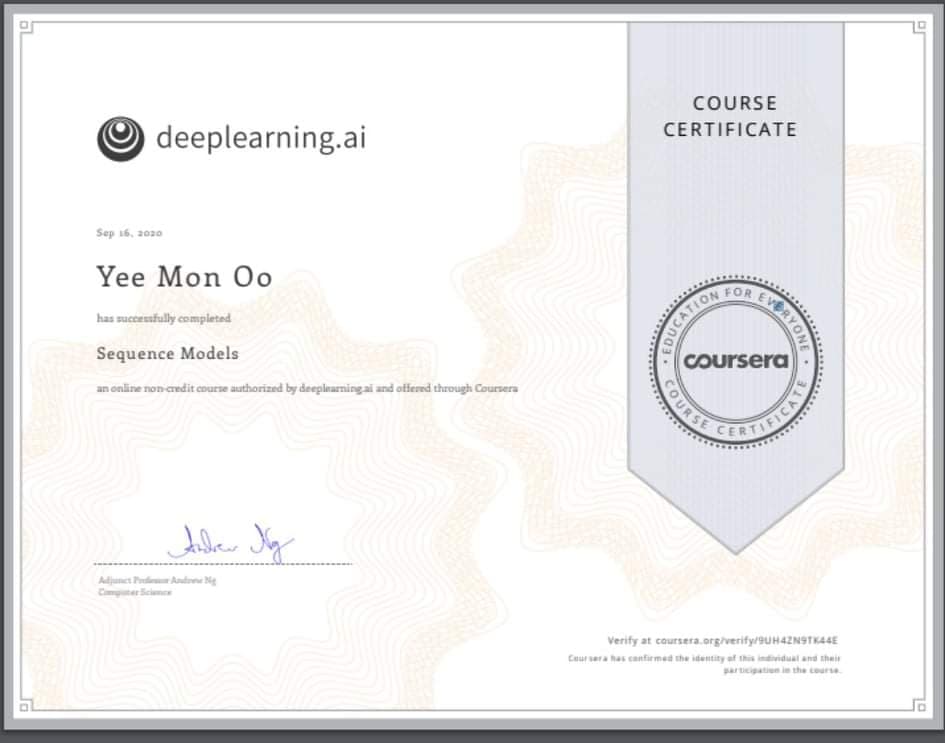 COURSE
CERTIFICATE
deeplearning.ai
Sep 16, 2020
Yee Mon Oo
has successfully completed
Sequence Models
an online non-credit course authorized by deeplearning.ai and offered through Coursera
EDUCATION FOR EVERYONE
coursera
COURSE CERTIFICATE
Andrew Ng
Adjunct Professor Andrew Ng
Computer Science
Verify at coursera.org/verify/9UH4ZN9TK44E
Coursera has confirmed the identity of this individual and their
participation in the course.